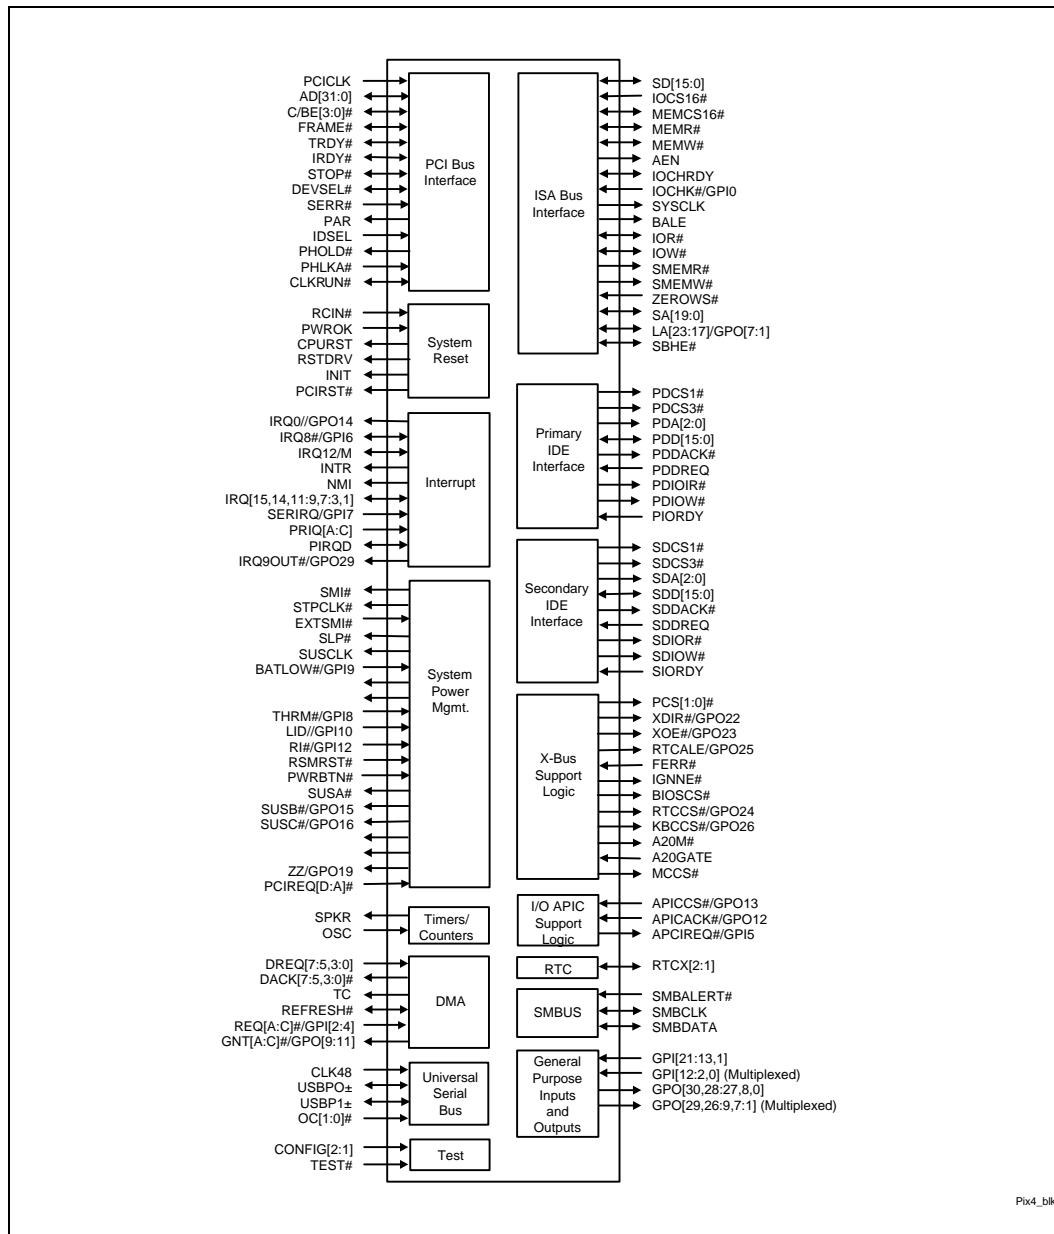 PCICLK
AD[31:0]
C/BE[3:0]#
FRAME#
TRDY#
IRDY#
STOP#
DEVSEL#
SERR#
PAR
IDSEL
PHOLD#
PHLKA#
CLKRUN#
PCI Bus
Interface
RCIN#
PWROK
CPURST
RSTDRV
INIT
PCIRST#
System
Reset
IRQ0//GPO14
IRQ8#/GPI6
IRQ12/M
INTR
NMI
IRQ[15,14,11:9,7:3,1]
SERIRQ/GPI7
PRIQ[A:C]
PIRQD
IRQ9OUT#/GPO29
Interrupt
SMI#
STPCLK#
EXTSMI#
SLP#
SUSCLK
BATLOW#/GPI9
THRM#/GPI8
LID//GPI10
RI#/GPI12
RSMRST#
PWRBTN#
SUSA#
SUSB#/GPO15
SUSC#/GPO16
ZZ/GPO19
PCIREQ[D:A]#
System
Power
Mgmt.
SPKR
OSC
Timers/
Counters
DREQ[7:5,3:0]
DACK[7:5,3:0]#
TC
REFRESH#
REQ[A:C]#/GPI[2:4]
GNT[A:C]#/GPO[9:11]
DMA
CLK48
USBPO±
USBP1±
OC[1:0]#
Universal
Serial
Bus
CONFIG[2:1]
TEST#
Test
ISA Bus
Interface
SD[15:0]
IOCS16#
MEMCS16#
MEMR#
MEMW#
AEN
IOCHRDY
IOCHK#/GPI0
SYSCLK
BALE
IOR#
IOW#
SMEMR#
SMEMW#
ZEROWS#
SA[19:0]
LA[23:17]/GPO[7:1]
SBHE#
Primary
IDE
Interface
PDCS1#
PDCS3#
PDA[2:0]
PDD[15:0]
PDDACK#
PDDREQ
PDIOIR#
PDIOW#
PIORDY
Secondary
IDE
Interface
SDCS1#
SDCS3#
SDA[2:0]
SDD[15:0]
SDDACK#
SDDREQ
SDIOR#
SDIOW#
SIORDY
X-Bus
Support
Logic
PCS[1:0]#
XDIR#/GPO22
XOE#/GPO23
RTCALE/GPO25
FERR#
IGNNE#
BIOSCS#
RTCCS#/GPO24
KBCCS#/GPO26
A20M#
A20GATE
MCCS#
I/O APIC
Support
Logic
APICCS#/GPO13
APICACK#/GPO12
APCIREQ#/GPI5
RTC
RTCX[2:1]
SMBUS
SMBALERT#
SMBCLK
SMBDATA
General
Purpose
Inputs
and
Outputs
GPI[21:13,1]
GPI[12:2,0] (Multiplexed)
GPO[30,28:27,8,0]
GPO[29,26:9,7:1] (Multiplexed)
Pix4_blk